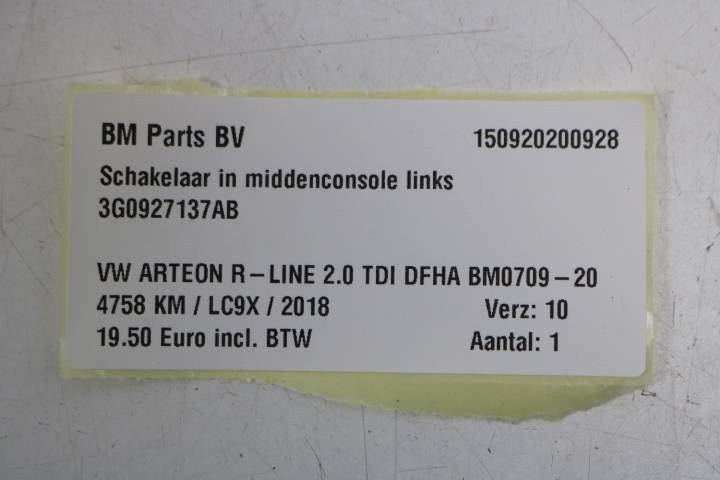 BM Parts BV 150920200928
Schakelaar in middenconsole links
3G0927137AB
VW ARTEON R-LINE 2.0 TDI DFHA BM0709-20
4758 KM / LC9X / 2018 Verz: 10
19.50 Euro incl. BTW Aantal: 1